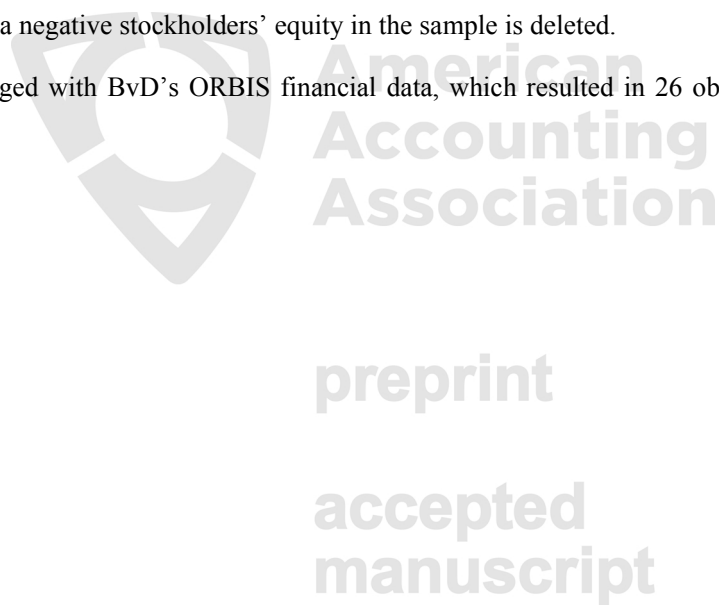 a negative stockholders’ equity in the sample is deleted.
ged with BvD’s ORBIS financial data, which resulted in 26 ob
American
Accounting
Association
preprint
accepted
manuscript